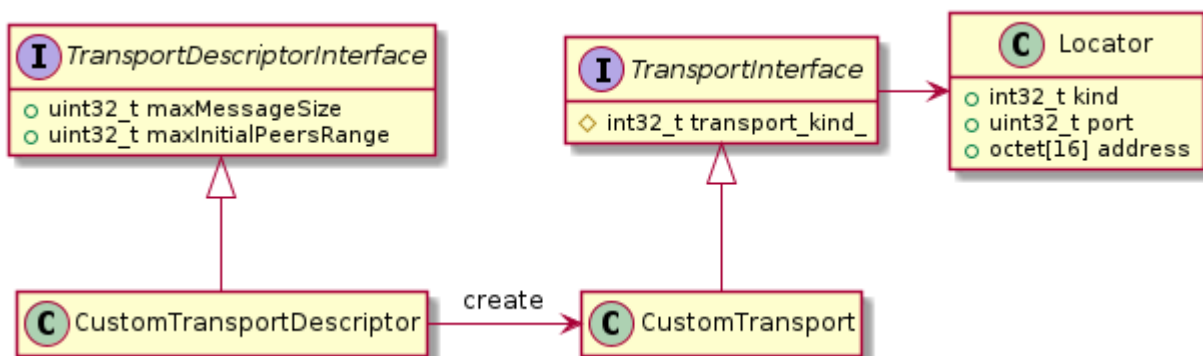 I TransportDescriptorInterface
uint32_t maxMessageSize
uint32_t maxInitialPeersRange
I TransportInterface
int32_t transport_kind_
C Locator
int32_t kind
uint32_t port
octet[16] address
C CustomTransportDescriptor
create
C CustomTransport